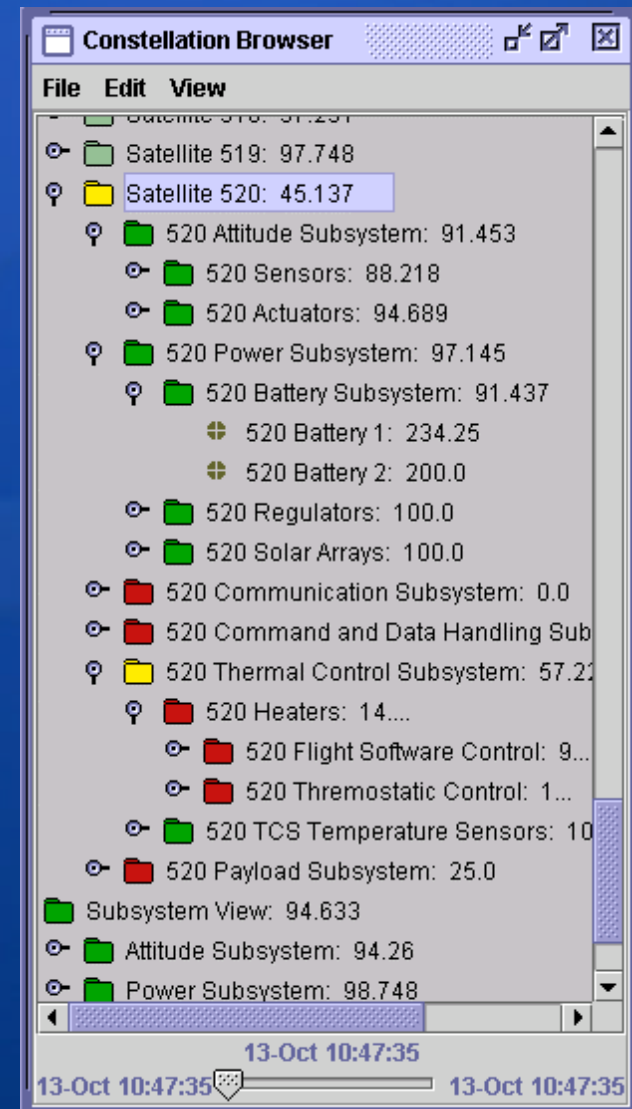 Constellation Browser
File Edit View
Satellite 519: 97.748
Satellite 520: 45.137
520 Attitude Subsystem: 91.453
520 Sensors: 88.218
520 Actuators: 94.689
520 Power Subsystem: 97.145
520 Battery Subsystem: 91.437
520 Battery 1: 234.25
520 Battery 2: 200.0
520 Regulators: 100.0
520 Solar Arrays: 100.0
520 Communication Subsystem: 0.0
520 Command and Data Handling Sub
520 Thermal Control Subsystem: 57.22
520 Heaters: 14....
520 Flight Software Control: 9...
520 Thremostatic Control: 1...
520 TCS Temperature Sensors: 10
520 Payload Subsystem: 25.0
Subsystem View: 94.633
Attitude Subsystem: 94.26
Power Subsystem: 98.748
13-Oct 10:47:35
13-Oct 10:47:35 13-Oct 10:47:35